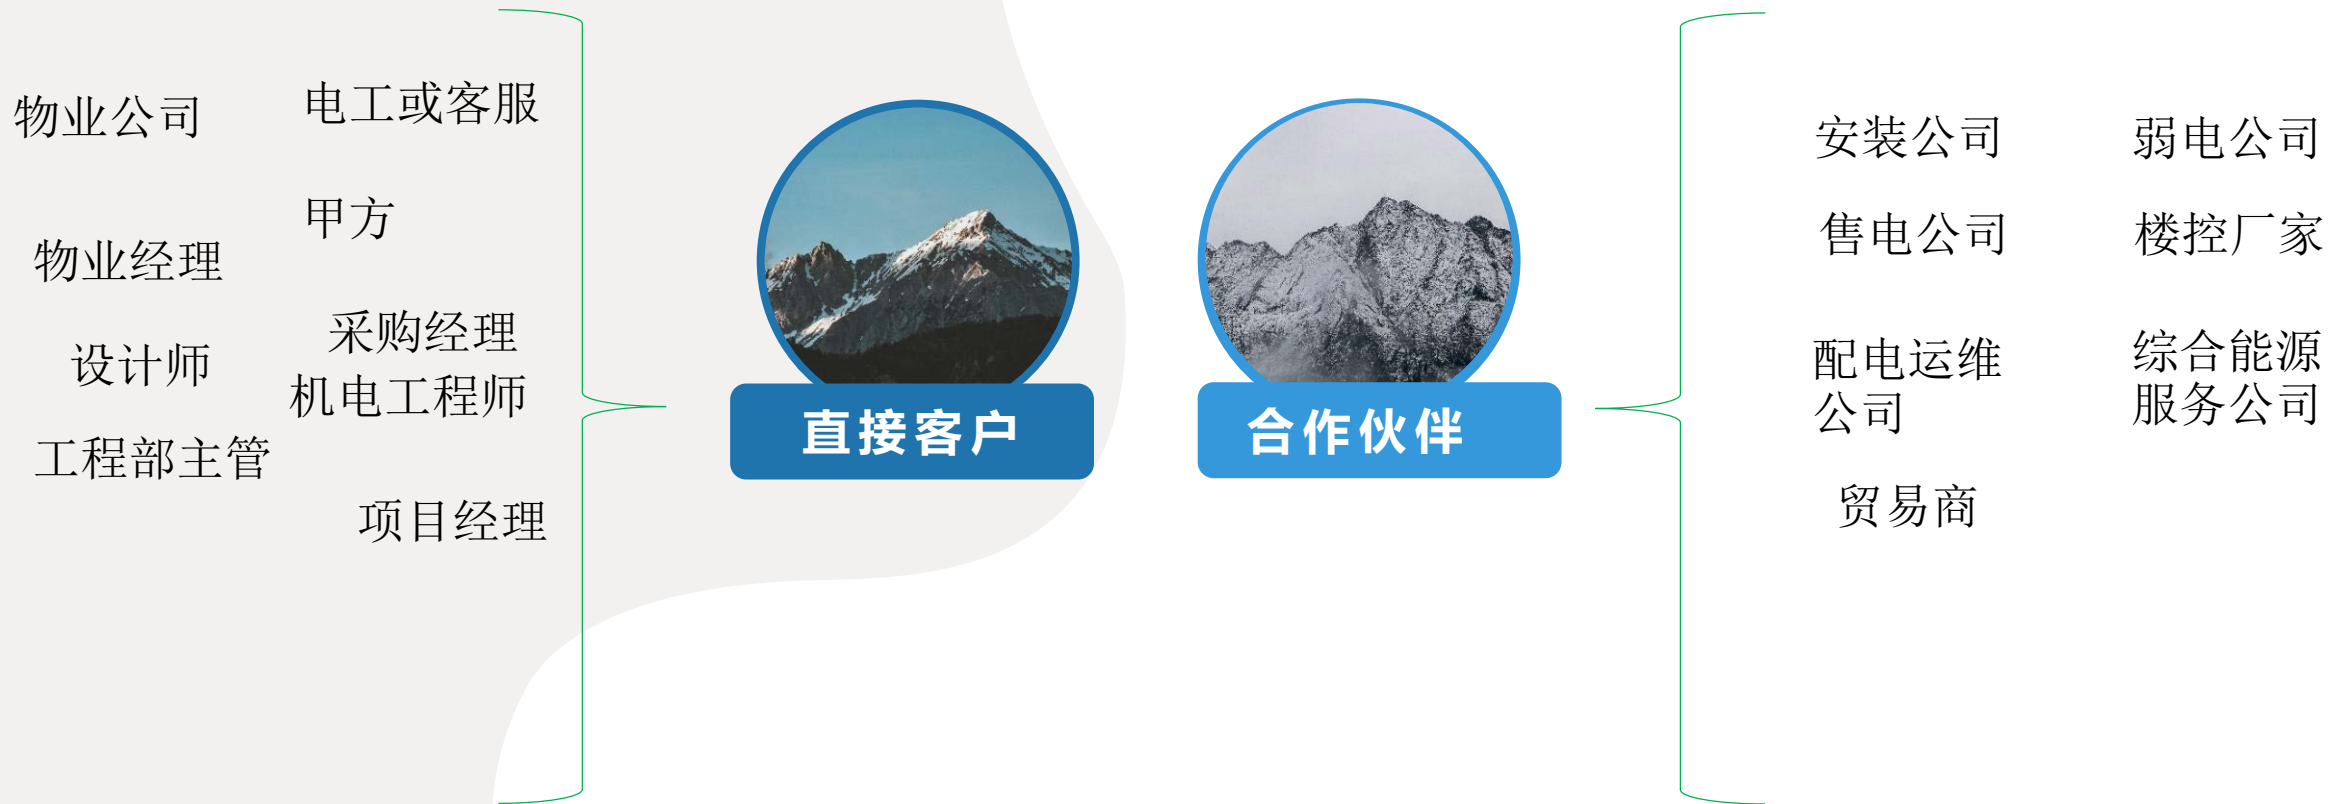 物业公司
电工或客服
甲方
物业经理
采购经理
设计师
机电工程师
工程部主管
项目经理
直接客户
合作伙伴
安装公司
弱电公司
售电公司
楼控厂家
配电运维
公司
综合能源
服务公司
贸易商